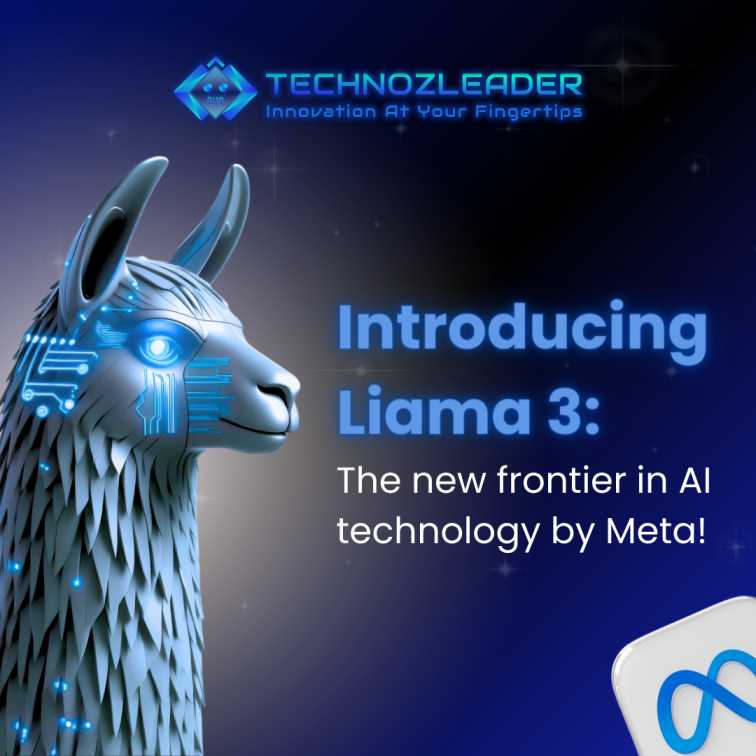 TECHNOZLEADER
Innovation At Your Fingertips
Introducing
Liama 3:
The new frontier in AI
technology by Meta!